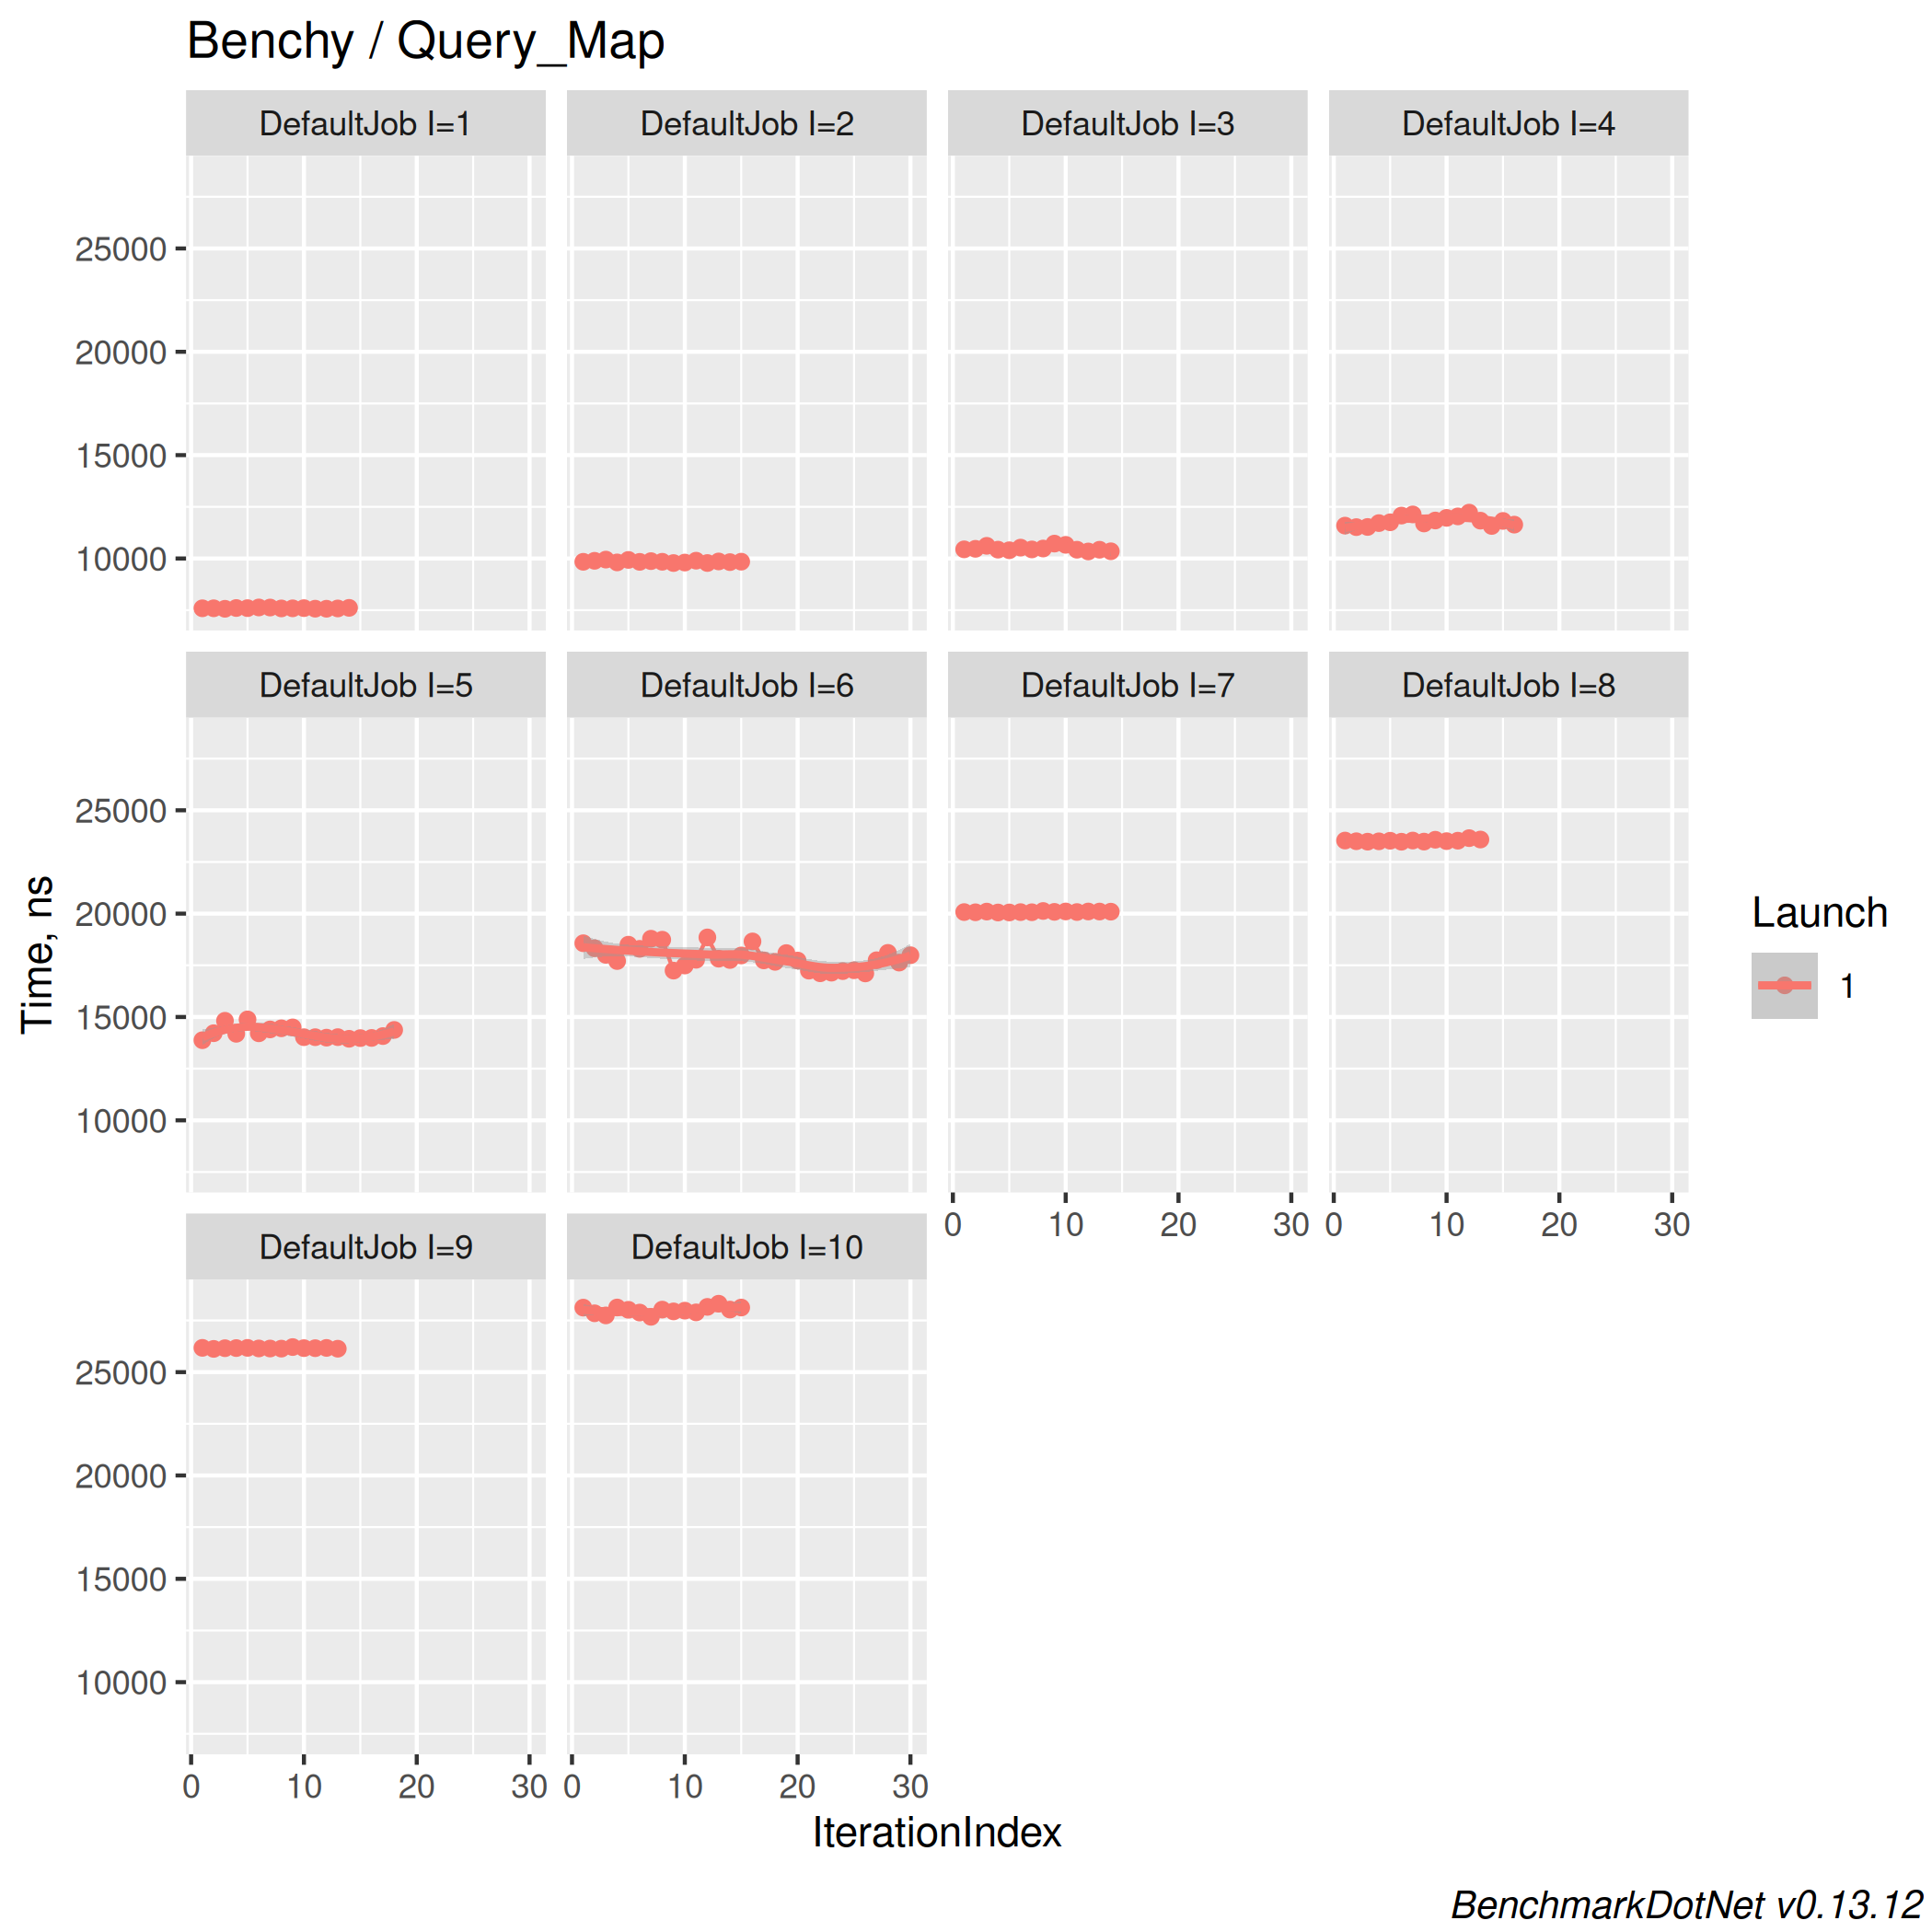 Benchy / Query_Map
DefaultJob I=1
DefaultJob I=2
DefaultJob I=3
DefaultJob I=4
25000
20000
15000
10000
DefaultJob I=5
DefaultJob I=6
DefaultJob I=7
DefaultJob I=8
25000
20000
15000
10000
0 10 20 30
0 10 20 30
DefaultJob I=9
DefaultJob I=10
25000
20000
15000
10000
0 10 20 30
0 10 20 30
Time, ns
IterationIndex
Launch
1
BenchmarkDotNet v0.13.12